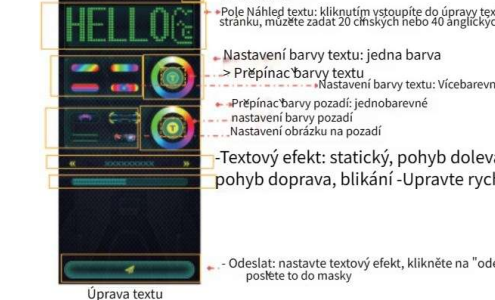 HELLO
Pole Náhled textu: kliknutím vstoupíte do úpravy tex
stránku, můžete zadat 20 čínských nebo 40 anglickýc
Nastavení barvy textu: jedna barva
> Přepínač barvy textu
Nastavení barvy textu: Vícebarevn
Přepínač barvy pozadí: jednobarevné
nastavení barvy pozadí
Nastavení obrázku na pozadí
-Textový efekt: statický, pohyb doleva
pohyb doprava, blikání -Upravte rych
- Odeslat: nastavte textový efekt, klikněte na "ode
pošlete to do masky
Úprava textu